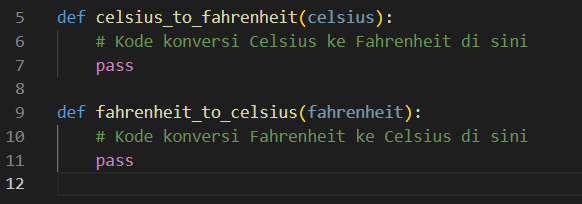 5 def celsius_to_fahrenheit(celsius):
6     # Kode konversi Celsius ke Fahrenheit di sini
7     pass
8
9 def fahrenheit_to_celsius(fahrenheit):
10     # Kode konversi Fahrenheit ke Celsius di sini
11     pass
12